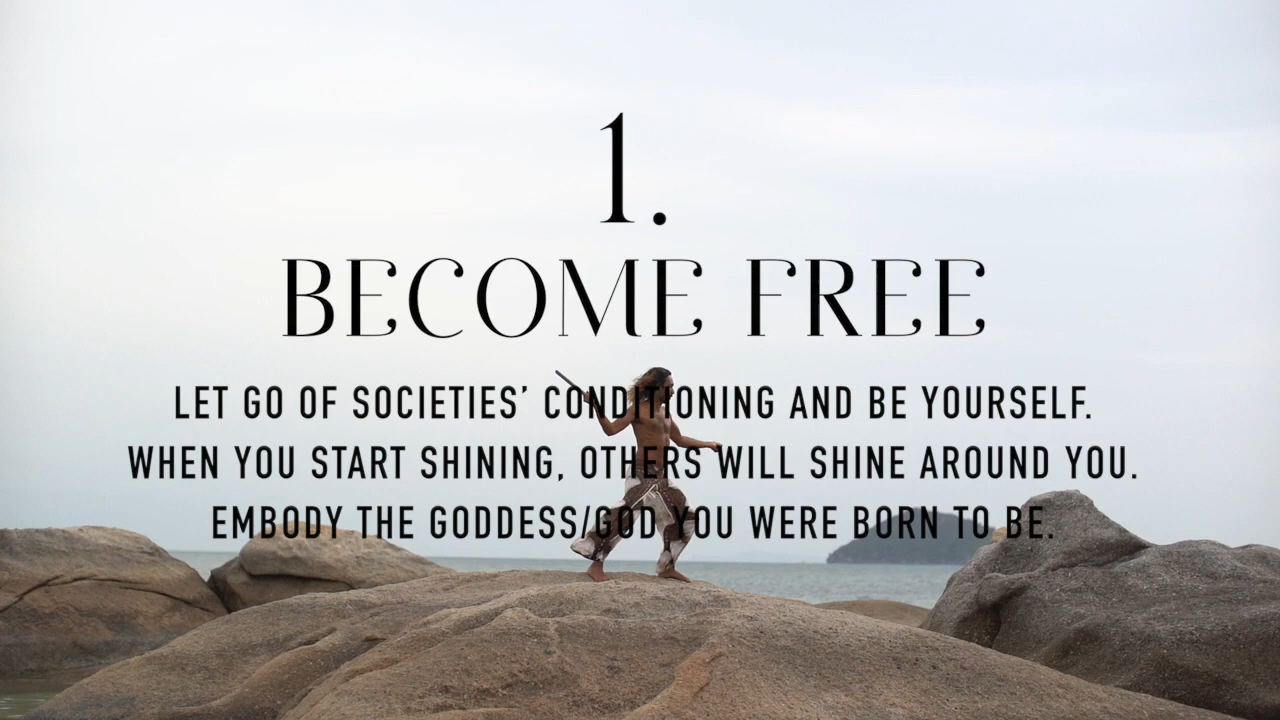 1.
BECOME FREE
LET GO OF SOCIETIES’ CONDITIONING AND BE YOURSELF.
WHEN YOU START SHINING, OTHERS WILL SHINE AROUND YOU.
EMBODY THE GODDESS/GOD YOU WERE BORN TO BE.